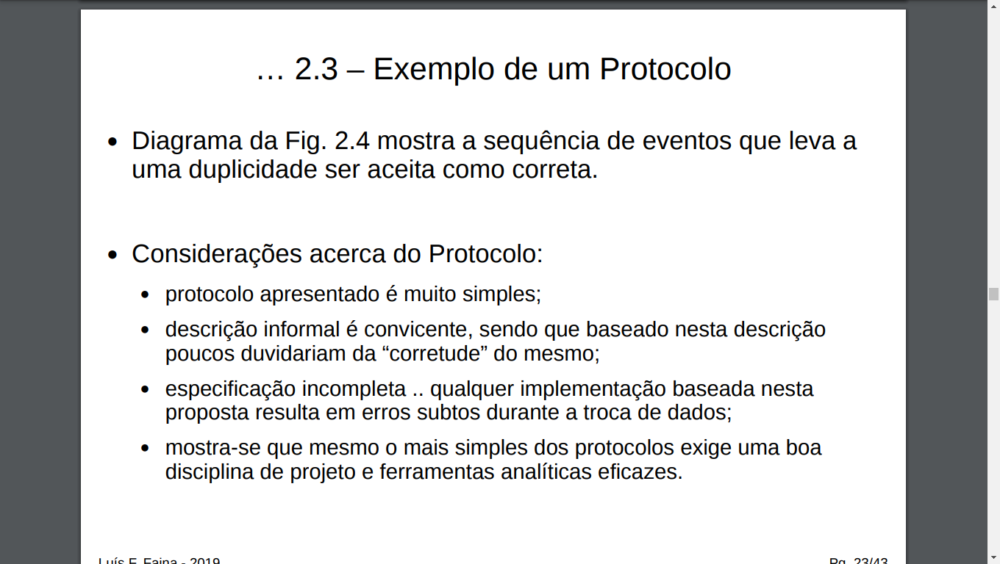 … 2.3 – Exemplo de um Protocolo
• Diagrama da Fig. 2.4 mostra a sequência de eventos que leva a
uma duplicidade ser aceita como correta.
• Considerações acerca do Protocolo:
• protocolo apresentado é muito simples;
• descrição informal é convicente, sendo que baseado nesta descrição
poucos duvidariam da “corretude” do mesmo;
• especificação incompleta .. qualquer implementação baseada nesta
proposta resulta em erros subtos durante a troca de dados;
• mostra-se que mesmo o mais simples dos protocolos exige uma boa
disciplina de projeto e ferramentas analíticas eficazes.
Luís F. Faina - 2019
Pg. 23/43